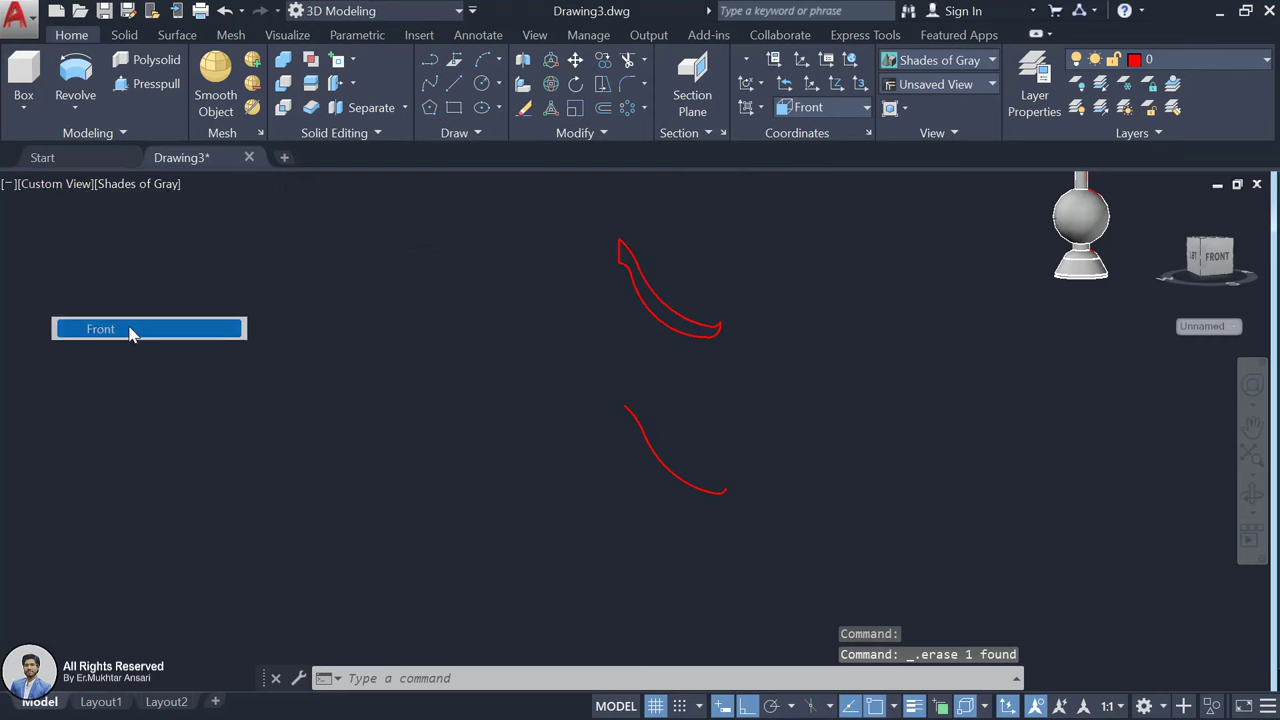 A
3D Modeling
Drawing3.dwg
Type a keyword or phrase
Sign In
Home Solid Surface Mesh Visualize Parametric Insert Annotate View Manage Output Add-ins Collaborate Express Tools Featured Apps
Box
Revolve
Polysolid
Presspull
Smooth
Object
Separate
Section
Plane
Front
Shades of Gray
Unsaved View
Layer
Properties
0
Modeling
Mesh
Solid Editing
Draw
Modify
Section
Coordinates
View
Layers
Start
Drawing3*
[−][Custom View][Shades of Gray]
FRONT
Unnamed
Front
Command:
Command: _.erase 1 found
Type a command
All Rights Reserved
By Er.Mukhtar Ansari
Model
Layout1
Layout2
MODEL
1:1